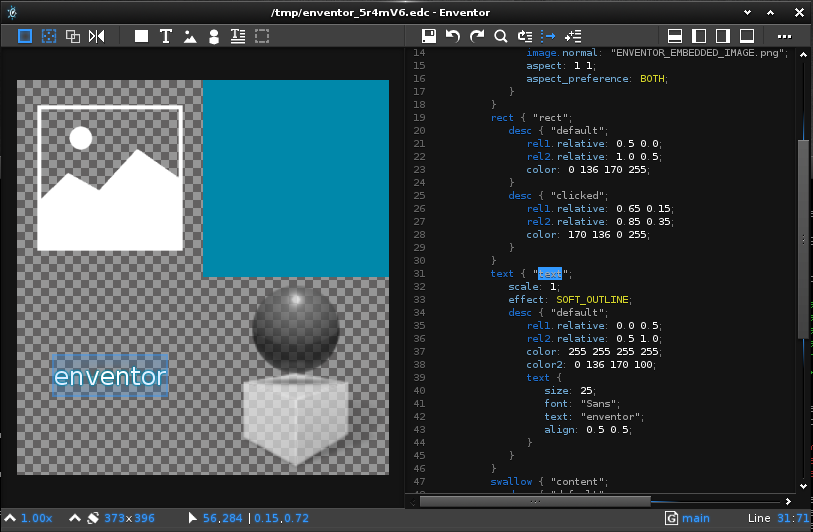 /tmp/enventor_5r4mV6.edc - Enventor
enventor
14 image.normal: "ENVENTOR_EMBEDDED_IMAGE.png";
15 aspect: 1 1;
16 aspect_preference: BOTH;
17 }
18 }
19 rect { "rect";
20 desc { "default";
21 rel1.relative: 0.5 0.0;
22 rel2.relative: 1.0 0.5;
23 color: 0 136 170 255;
24 }
25 desc { "clicked";
26 rel1.relative: 0.65 0.15;
27 rel2.relative: 0.85 0.35;
28 color: 170 136 0 255;
29 }
30 }
31 text { "text";
32 scale: 1;
33 effect: SOFT_OUTLINE;
34 desc { "default";
35 rel1.relative: 0.0 0.5;
36 rel2.relative: 0.5 1.0;
37 color: 255 255 255 255;
38 color2: 0 136 170 100;
39 text {
40 size: 25;
41 font: "Sans";
42 text: "enventor";
43 align: 0.5 0.5;
44 }
45 }
46 }
47 swallow { "content";
1.00x 373x396 56,284 | 0.15,0.72 G main Line 31:71